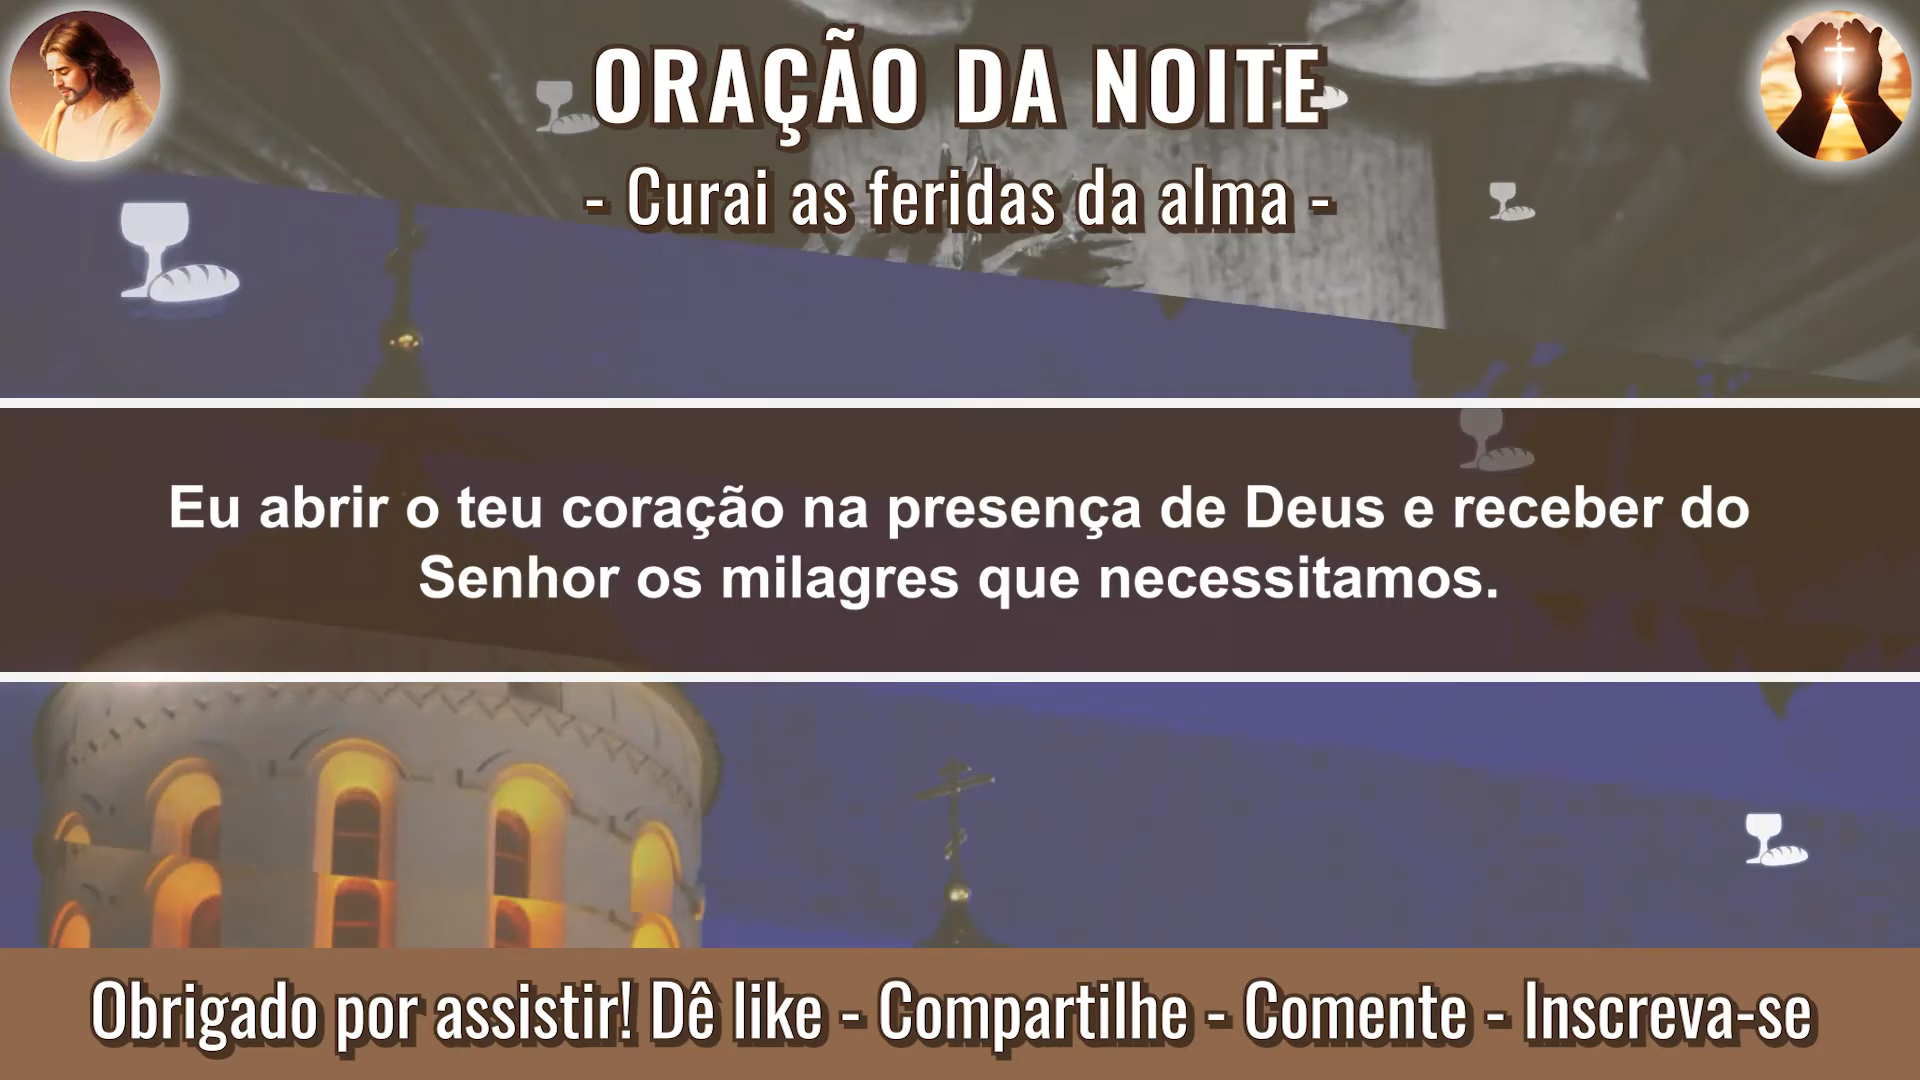 ORAÇÃO DA NOITE
- Curai as feridas da alma -
Eu abrir o teu coração na presença de Deus e receber do
Senhor os milagres que necessitamos.
Obrigado por assistir! Dê like - Compartilhe - Comente - Inscreva-se